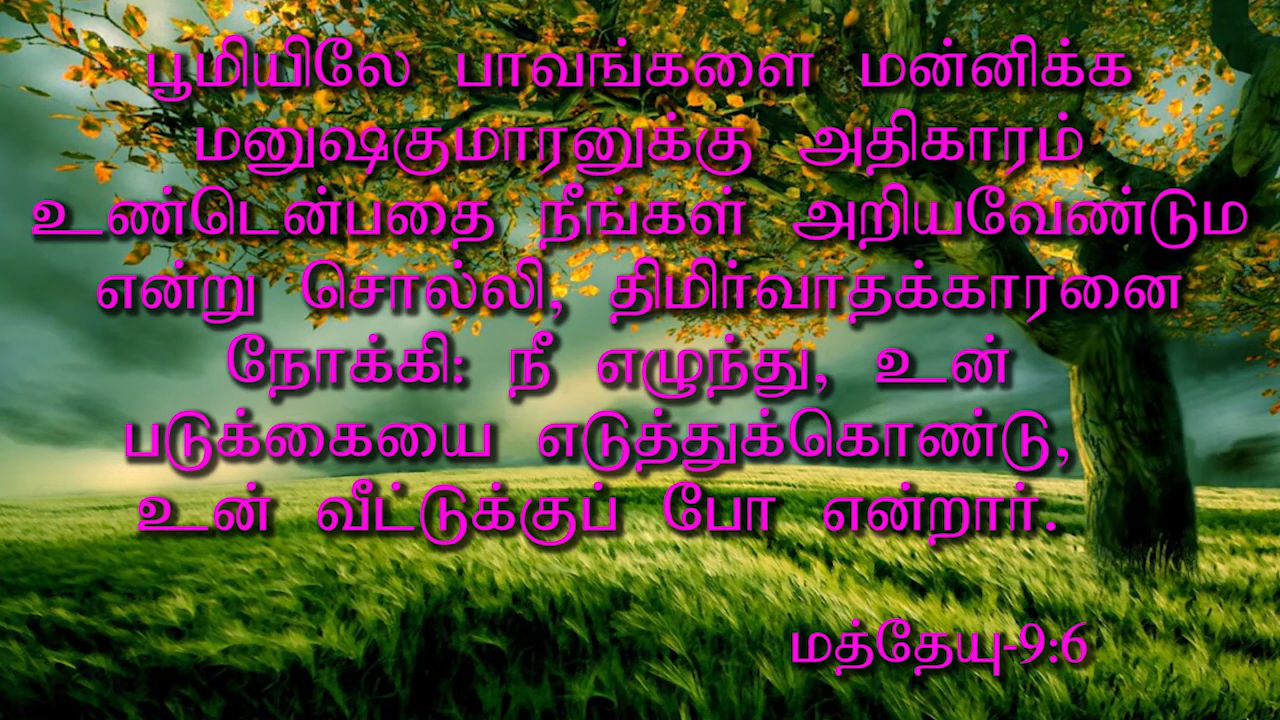 பூமியிலே பாவங்களை மன்னிக்க
மனுஷகுமாரனுக்கு அதிகாரம்
உண்டென்பதை நீங்கள் அறியவேண்டும
என்று சொல்லி, திமிர்வாதக்காரனை
நோக்கி: நீ எழுந்து, உன்
படுக்கையை எடுத்துக்கொண்டு,
உன் வீட்டுக்குப் போ என்றார்.
மத்தேயு-9:6